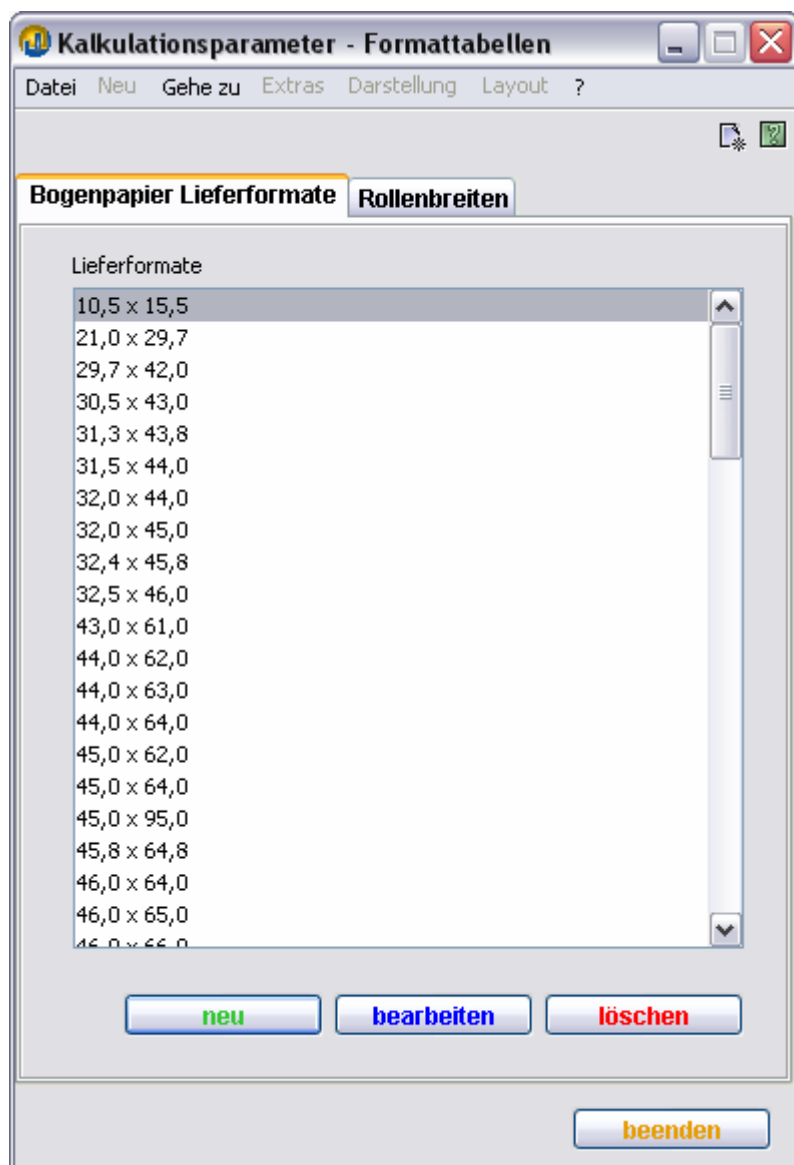 Kalkulationsparameter - Formattabellen
Datei Neu Gehe zu Extras Darstellung Layout ?
Bogenpapier Lieferformate Rollenbreiten
Lieferformate
10,5 x 15,5
21,0 x 29,7
29,7 x 42,0
30,5 x 43,0
31,3 x 43,8
31,5 x 44,0
32,0 x 44,0
32,0 x 45,0
32,4 x 45,8
32,5 x 46,0
43,0 x 61,0
44,0 x 62,0
44,0 x 63,0
44,0 x 64,0
45,0 x 62,0
45,0 x 64,0
45,0 x 95,0
45,8 x 64,8
46,0 x 64,0
46,0 x 65,0
46,0 x 66,0
neu bearbeiten löschen
beenden